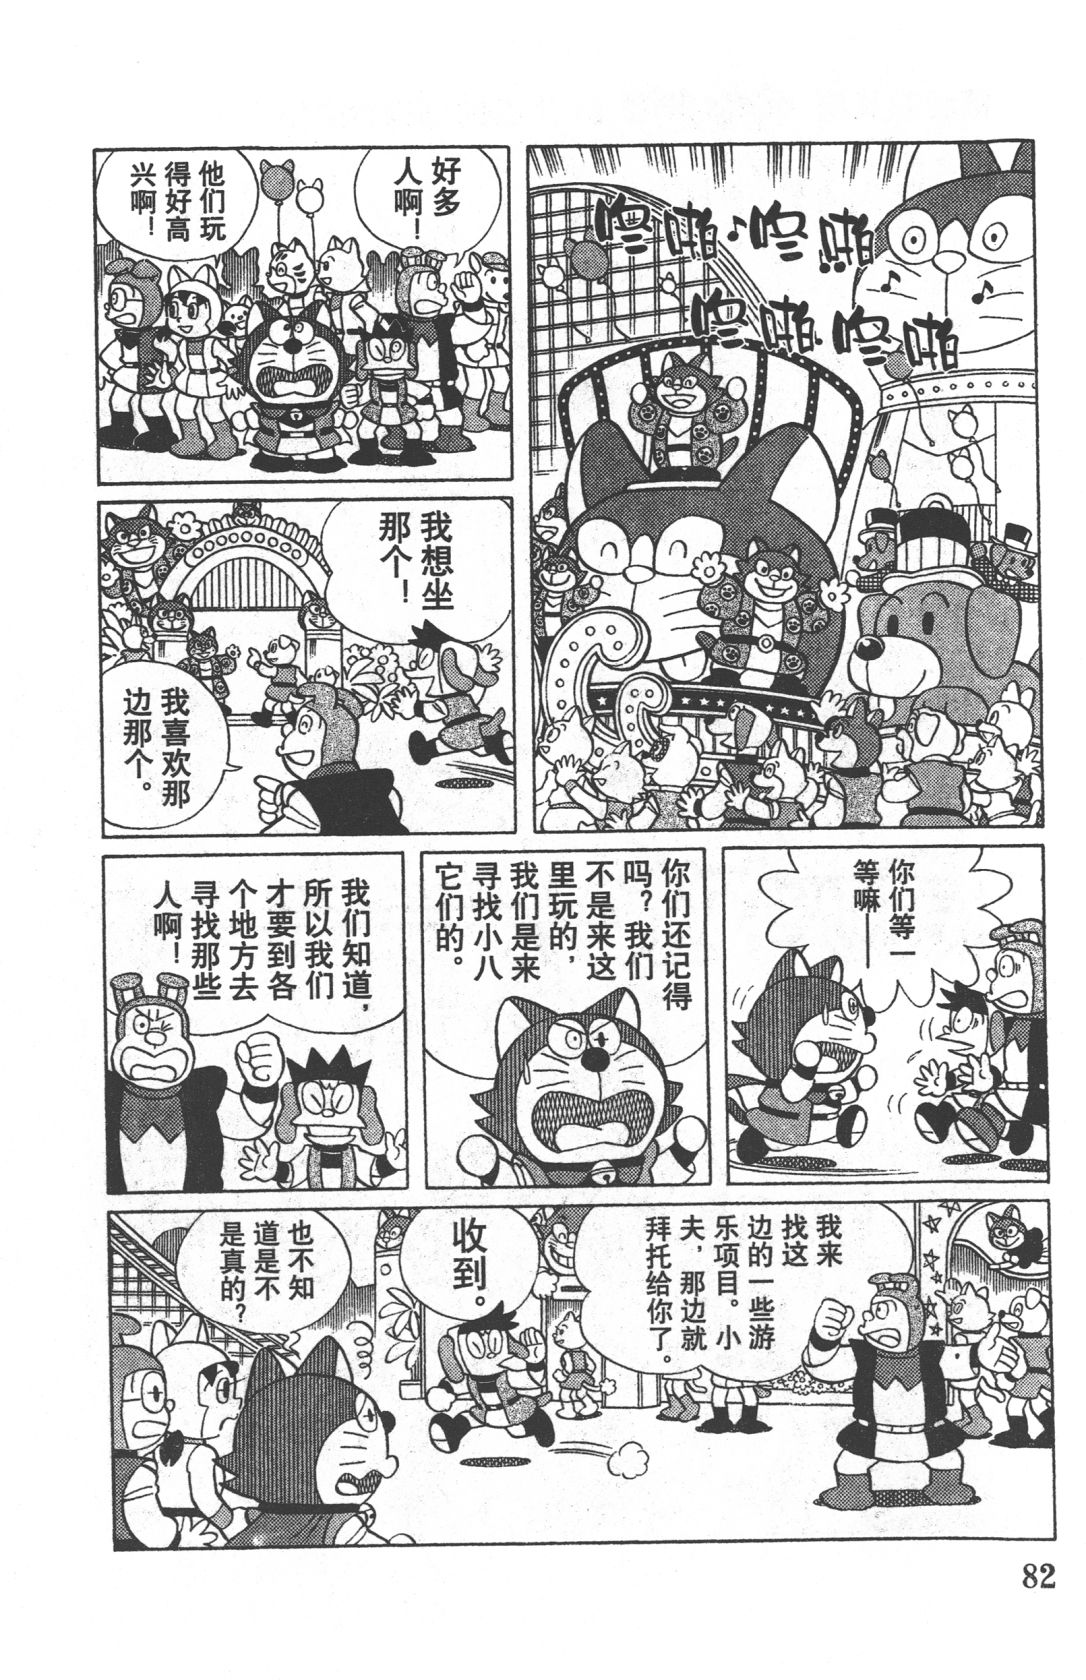 咚啪♪咚啪
咚啪咚啪
好多
人啊！
他们玩
得好高
兴啊！
我想坐
那个！
我喜欢那
边那个。
你们等一
等嘛——
你们还记得
吗？我们
不是来这
里玩的，
我们是来
寻找小八
它们的。
我们知道，
所以我们
才要到各
个地方去
寻找那些
人啊！
我来
找这
边的一些游
乐项目。小
夫，那边就
拜托给你了。
收到。
也不知
道是不
是真的？
82